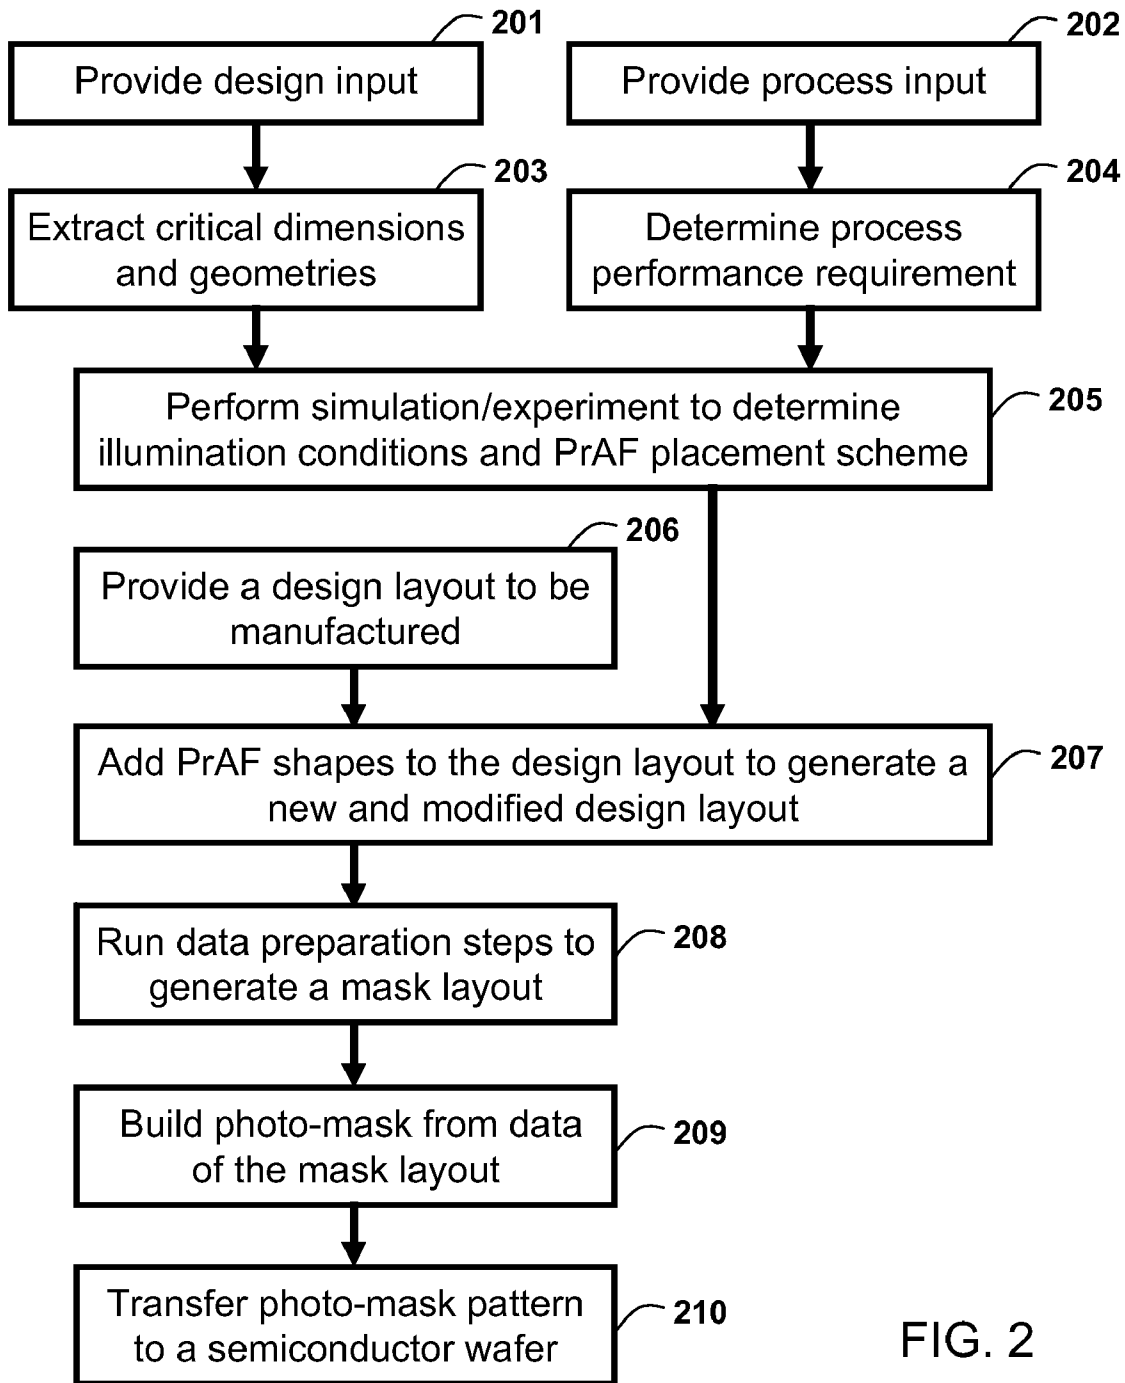 201
Provide design input
202
Provide process input
203
Extract critical dimensions
and geometries
204
Determine process
performance requirement
205
Perform simulation/experiment to determine
illumination conditions and PrAF placement scheme
206
Provide a design layout to be
manufactured
207
Add PrAF shapes to the design layout to generate a
new and modified design layout
208
Run data preparation steps to
generate a mask layout
209
Build photo-mask from data
of the mask layout
210
Transfer photo-mask pattern
to a semiconductor wafer
FIG. 2